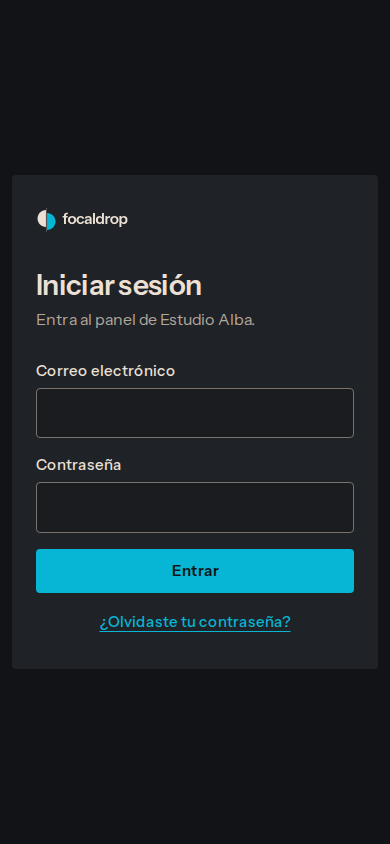 focaldrop
Iniciar sesión
Entra al panel de Estudio Alba.
Correo electrónico
Contraseña
Entrar
¿Olvidaste tu contraseña?